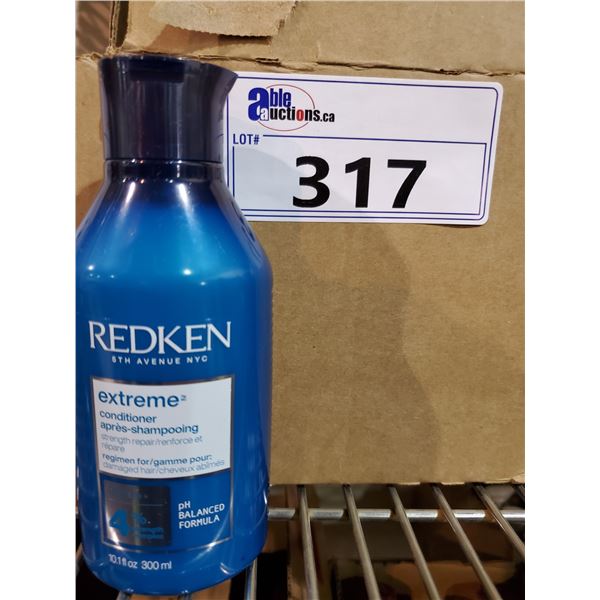 able
auctions.ca
LOT#
317
REDKEN
5TH AVENUE NYC
extreme
conditioner
après-shampooing
strength repair/renforce et
répare
regimen for/gamme pour:
damaged hair/cheveux abîmés
pH
BALANCED
FORMULA
10.1 fl oz 300 ml